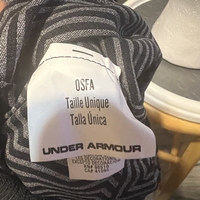 OSFA
Taille Unique
Talla Única
UNDER ARMOUR